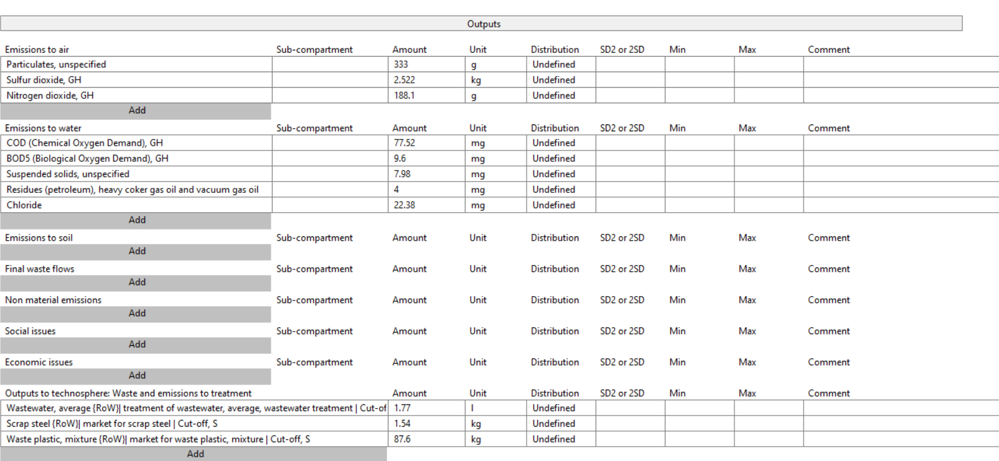 Outputs
Emissions to air Sub-compartment Amount Unit Distribution SD2 or 2SD Min Max Comment
Particulates, unspecified 333 g Undefined
Sulfur dioxide, GH 2.522 kg Undefined
Nitrogen dioxide, GH 188.1 g Undefined
Add
Emissions to water Sub-compartment Amount Unit Distribution SD2 or 2SD Min Max Comment
COD (Chemical Oxygen Demand), GH 77.52 mg Undefined
BOD5 (Biological Oxygen Demand), GH 9.6 mg Undefined
Suspended solids, unspecified 7.98 mg Undefined
Residues (petroleum), heavy coker gas oil and vacuum gas oil 4 mg Undefined
Chloride 22.38 mg Undefined
Add
Emissions to soil Sub-compartment Amount Unit Distribution SD2 or 2SD Min Max Comment
Add
Final waste flows Sub-compartment Amount Unit Distribution SD2 or 2SD Min Max Comment
Add
Non material emissions Sub-compartment Amount Unit Distribution SD2 or 2SD Min Max Comment
Add
Social issues Sub-compartment Amount Unit Distribution SD2 or 2SD Min Max Comment
Add
Economic issues Sub-compartment Amount Unit Distribution SD2 or 2SD Min Max Comment
Add
Outputs to technosphere: Waste and emissions to treatment Amount Unit Distribution SD2 or 2SD Min Max Comment
Wastewater, average {RoW}| treatment of wastewater, average, wastewater treatment | Cut-of 1.77 l Undefined
Scrap steel {RoW}| market for scrap steel | Cut-off, S 1.54 kg Undefined
Waste plastic, mixture {RoW}| market for waste plastic, mixture | Cut-off, S 87.6 kg Undefined
Add